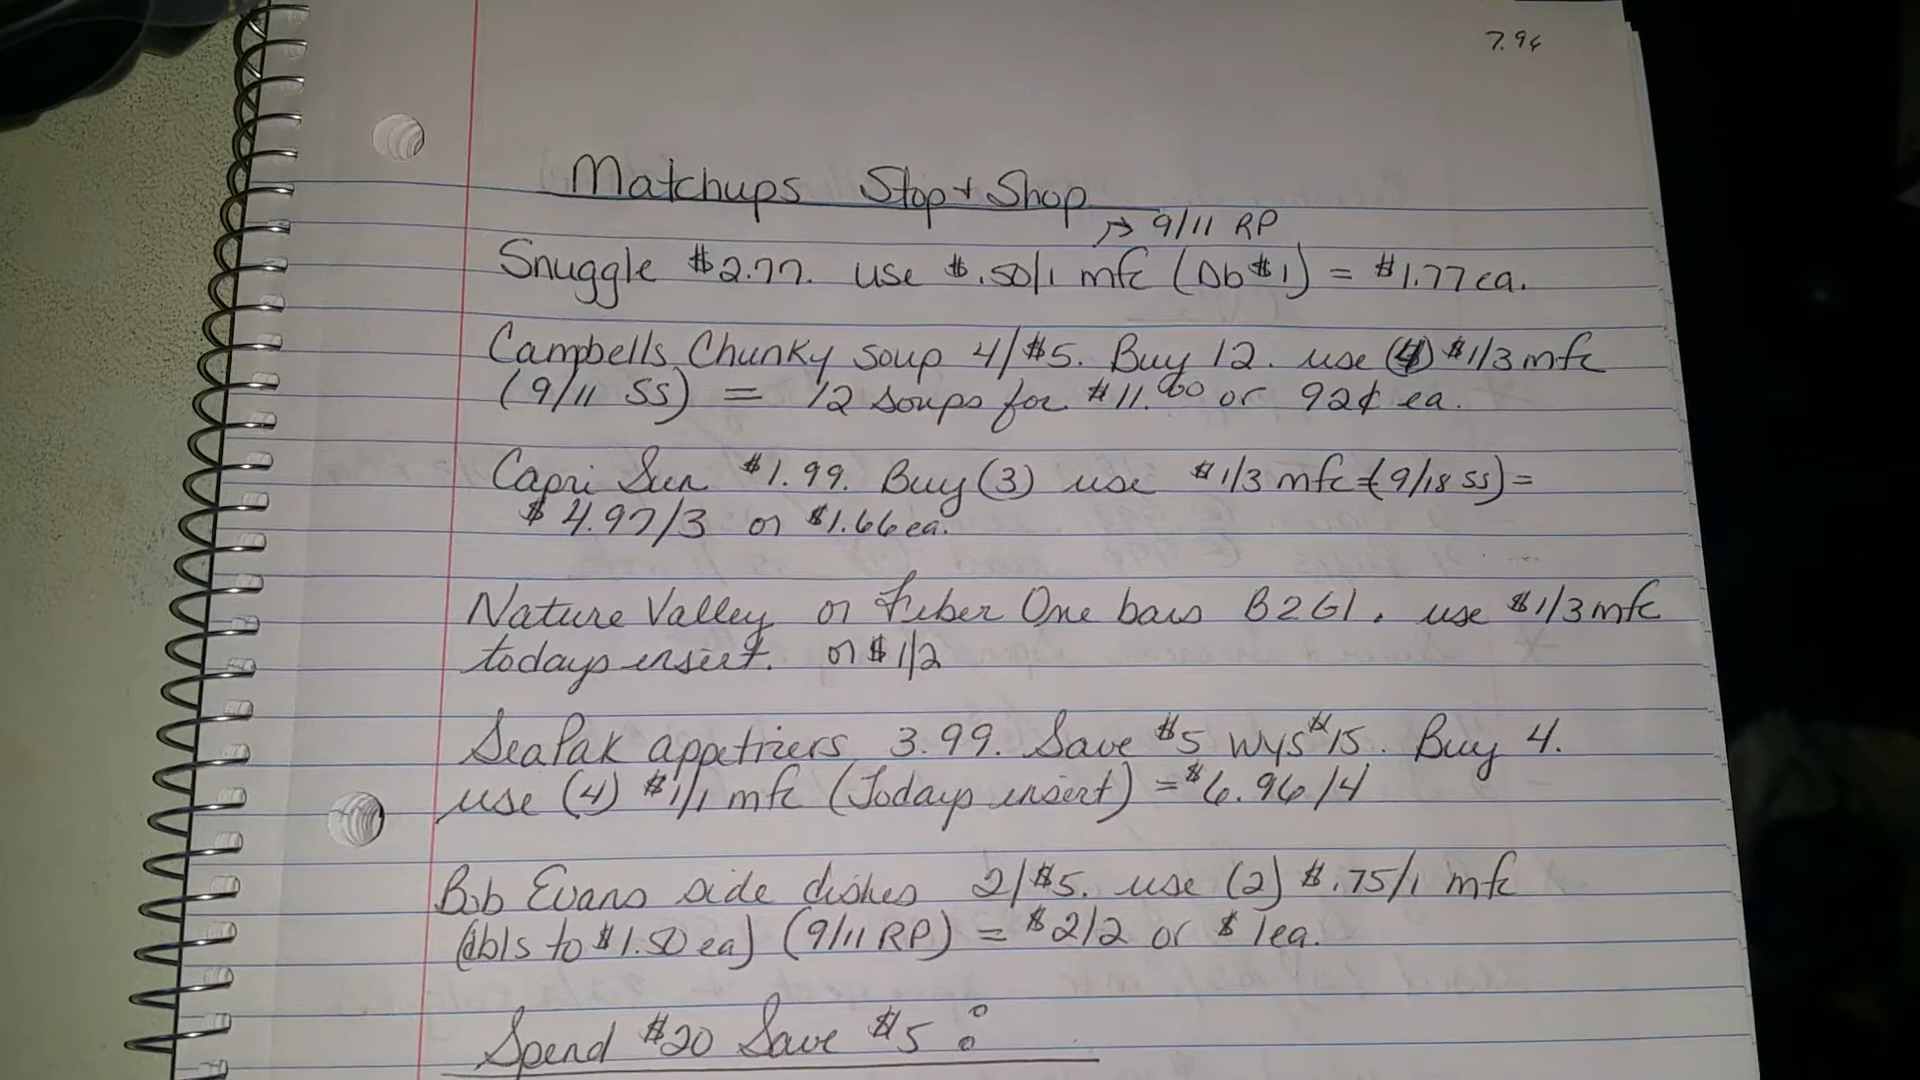 7.96
Matchups Stop + Shop
→ 9/11 RP
Snuggle $2.77. use $.50/1 mfc (Db $1) = $1.77 ea.
Campbells Chunky soup 4/$5. Buy 12. use (4) $1/3 mfc
(9/11 SS) = 12 soups for $11.00 or 92¢ ea.
Capri Sun $1.99. Buy (3) use $1/3 mfc (9/18 SS) =
$4.97/3 or $1.66 ea.
Nature Valley or Fiber One bars B2G1. use $1/3 mfc
todays insert. or $1/2
SeaPak appetizers 3.99. Save $5 wys $15. Buy 4.
use (4) $1/1 mfc (Todays insert) = $6.96/4
Bob Evans side dishes 2/$5. use (2) $.75/1 mfc
(dbls to $1.50 ea) (9/11 RP) = $2/2 or $1ea.
Spend $20 Save $5 :